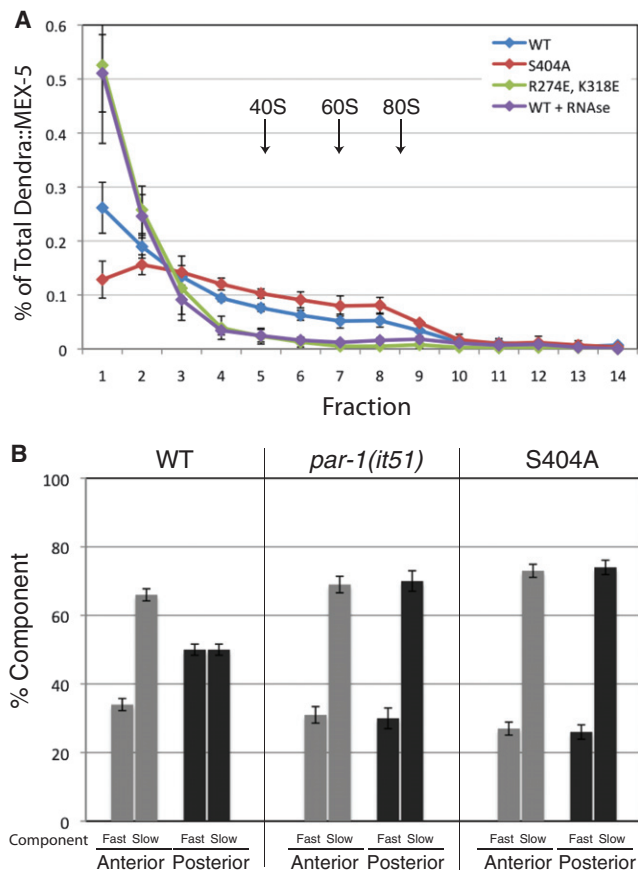 A
% of Total Dendra::MEX-5
0.6
0.5
0.4
0.3
0.2
0.1
0
WT
S404A
R274E, K318E
WT + RNAse
40S 60S 80S
1 2 3 4 5 6 7 8 9 10 11 12 13 14
Fraction
B
WT par-1(it51) S404A
% Component
100
80
60
40
20
0
Component Fast Slow Fast Slow Fast Slow Fast Slow Fast Slow Fast Slow
Anterior Posterior Anterior Posterior Anterior Posterior